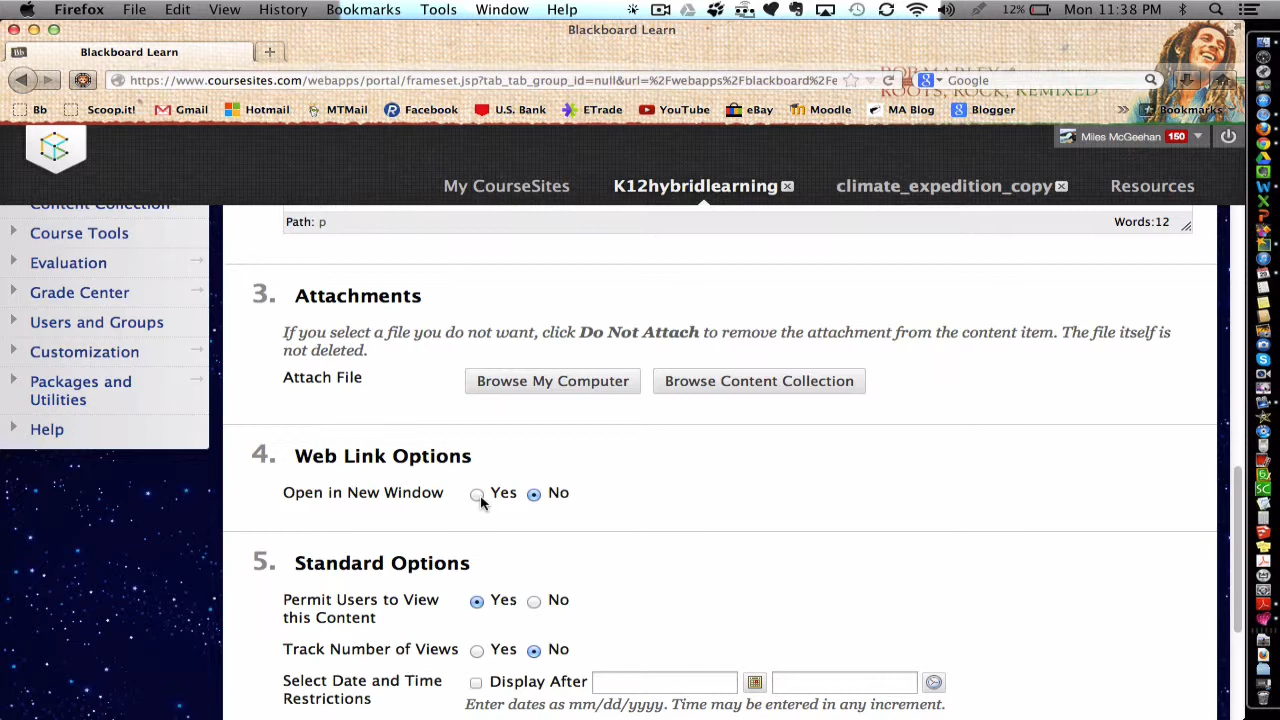 Firefox File Edit View History Bookmarks Tools Window Help 12% Mon 11:38 PM
Blackboard Learn
Bb Blackboard Learn +
https://www.coursesites.com/webapps/portal/frameset.jsp?tab_tab_group_id=null&url=%2Fwebapps%2Fblackboard%2Fe Google
ROOTS, ROCK, REMIXED
Bb Scoop.it! Gmail Hotmail MTMail Facebook U.S. Bank ETrade YouTube eBay Moodle MA Blog Blogger » Bookmarks
Miles McGeehan 150
My CourseSites K12hybridlearning climate_expedition_copy Resources
Content Collection
Course Tools
Evaluation
Grade Center
Users and Groups
Customization
Packages and
Utilities
Help
Path: p Words:12
3. Attachments
If you select a file you do not want, click Do Not Attach to remove the attachment from the content item. The file itself is
not deleted.
Attach File Browse My Computer Browse Content Collection
4. Web Link Options
Open in New Window Yes No
5. Standard Options
Permit Users to View
this Content Yes No
Track Number of Views Yes No
Select Date and Time
Restrictions Display After
Enter dates as mm/dd/yyyy. Time may be entered in any increment.